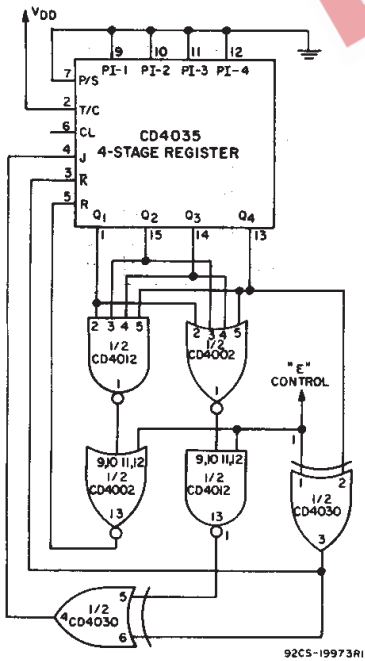 VDD
9 10 11 12
7 P/S PI-1 PI-2 PI-3 PI-4
2 T/C
6 CL
CD4035
4 J
4-STAGE REGISTER
3 K
5 R
Q1 Q2 Q3 Q4
1 15 14 13
2 3 4 5
2 3 4 5
1/2
CD4012
1/2
CD4002
1
1
"E"
CONTROL
1
9,10 11,12
1/2
CD4002
13
9,10 11,12
1/2
CD4012
13
1
1 2
1/2
CD4030
3
4
1/2
CD4030
5
6
92CS-19973R1